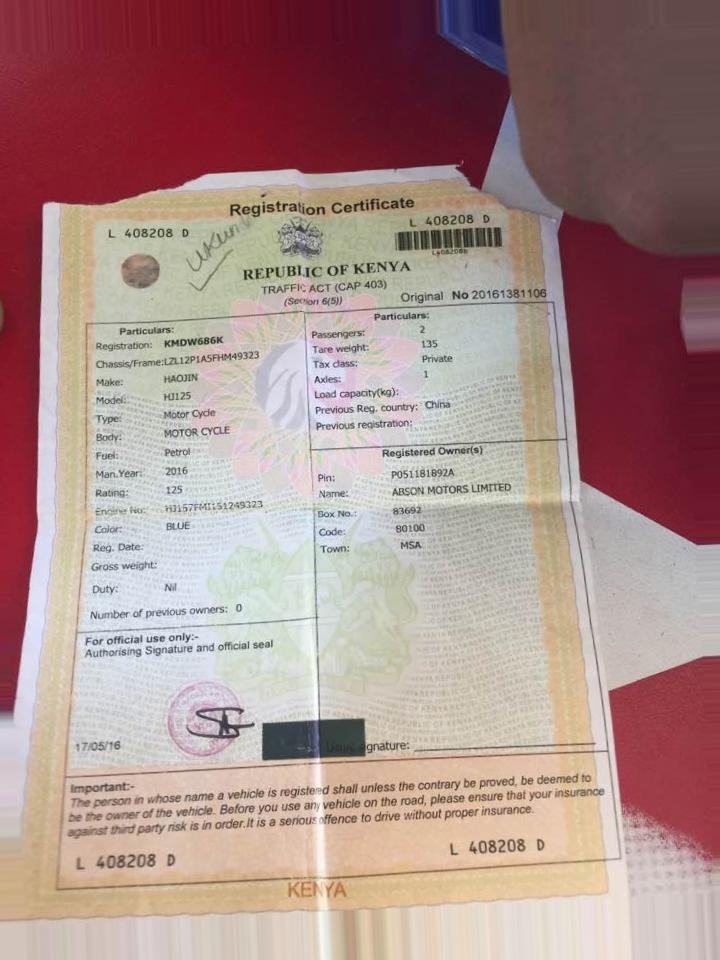 Registration Certificate
L 408208 D
L 408208 D
L408208D
REPUBLIC OF KENYA
TRAFFIC ACT (CAP 403)
(Section 6(5))
Original No 20161381106
Particulars:
Registration: KMDW686K
Chassis/Frame:LZL12P1A5FHM49323
Make: HAOJIN
Model: HJ125
Type: Motor Cycle
Body: MOTOR CYCLE
Fuel: Petrol
Man.Year: 2016
Rating: 125
Engine No: HJ157FMI151249323
Color: BLUE
Reg. Date:
Gross weight:
Duty: Nil
Number of previous owners: 0
Particulars:
Passengers: 2
Tare weight: 135
Tax class: Private
Axles: 1
Load capacity(kg):
Previous Reg. country: China
Previous registration:
Registered Owner(s)
Pin: P051181892A
Name: ABSON MOTORS LIMITED
Box No.: 83692
Code: 80100
Town: MSA
For official use only:-
Authorising Signature and official seal
17/05/16
gnature:
Important:-
The person in whose name a vehicle is registered shall unless the contrary be proved, be deemed to
be the owner of the vehicle. Before you use any vehicle on the road, please ensure that your insurance
against third party risk is in order.It is a serious offence to drive without proper insurance.
L 408208 D
L 408208 D
KENYA